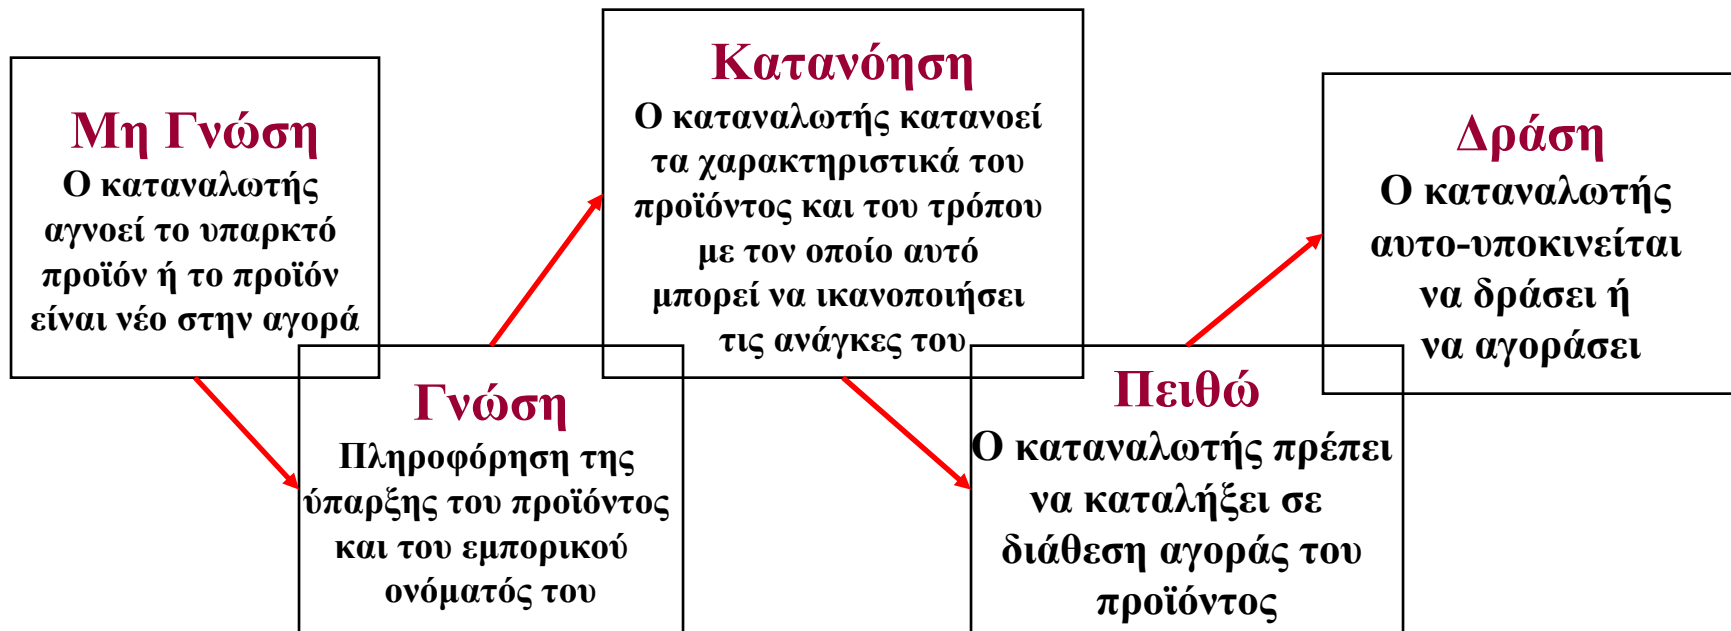 Μη Γνώση
Ο καταναλωτής
αγνοεί το υπαρκτό
προϊόν ή το προϊόν
είναι νέο στην αγορά
Γνώση
Πληροφόρηση της
ύπαρξης του προϊόντος
και του εμπορικού
ονόματός του
Κατανόηση
Ο καταναλωτής κατανοεί
τα χαρακτηριστικά του
προϊόντος και του τρόπου
με τον οποίο αυτό
μπορεί να ικανοποιήσει
τις ανάγκες του
Πειθώ
Ο καταναλωτής πρέπει
να καταλήξει σε
διάθεση αγοράς του
προϊόντος
Δράση
Ο καταναλωτής
αυτο-υποκινείται
να δράσει ή
να αγοράσει